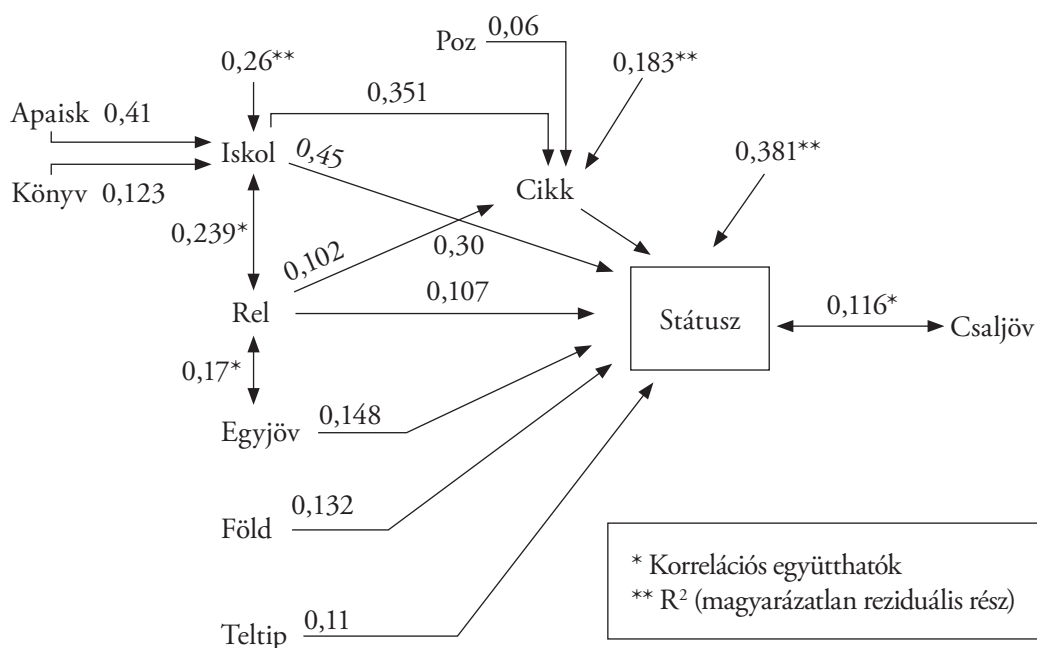 Poz 0,06
0,26**
0,183**
0,351
Apaisk 0,41
Iskol
0,45
0,381**
Könyv 0,123
Cikk
0,239*
0,102
0,30
0,107
Rel
Státusz
0,116*
Csaljöv
0,17*
Egyjöv 0,148
Föld 0,132
* Korrelációs együtthatók
** R² (magyarázatlan reziduális rész)
Teltip 0,11